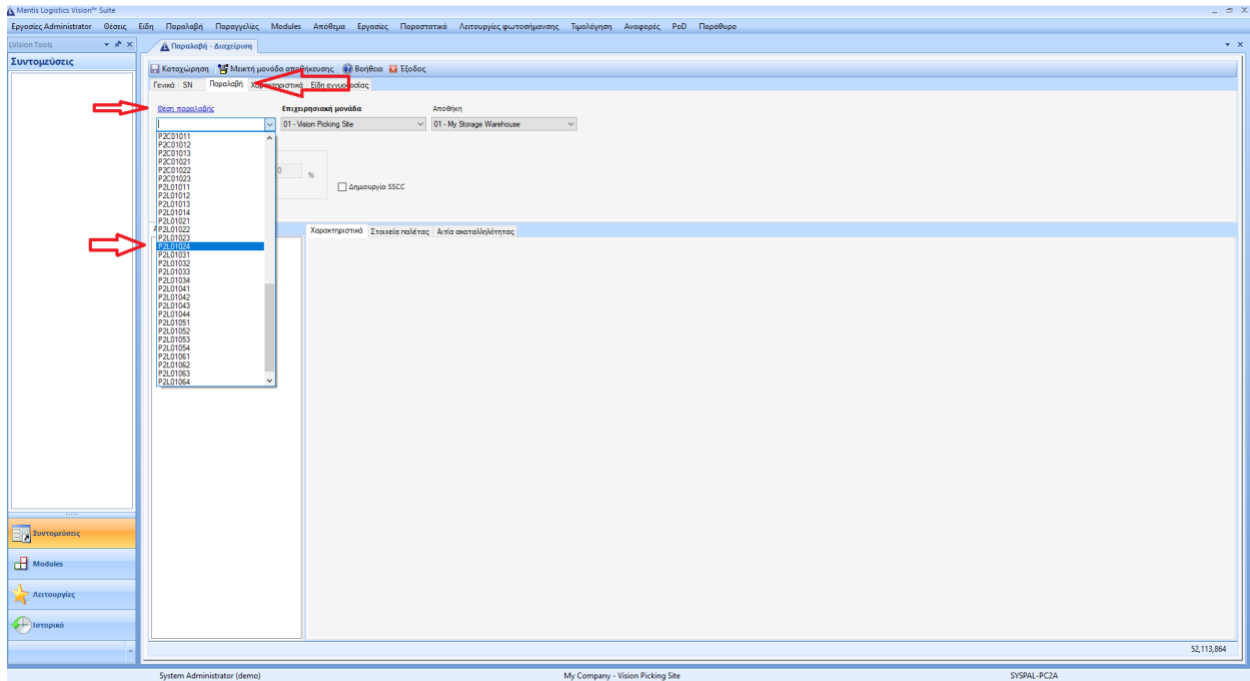 Mantis Logistics Vision™ Suite
Εργασίες Administrator Θέσεις Είδη Παραλαβή Παραγγελίες Modules Απόθεμα Εργασίες Παραστατικά Λειτουργίες φωτοσήμανσης Τιμολόγηση Αναφορές PoD Παράθυρο
LVision Tools
Παραλαβή - Διαχείριση
Συντομεύσεις
Καταχώρηση Μεικτή μονάδα αποθήκευσης Βοήθεια Έξοδος
Γενικά SN Παραλαβή Χαρακτηριστικά Είδη εγγυοδοσίας
Θέση παραλαβής Επιχειρησιακή μονάδα Αποθήκη
01 - Vision Picking Site 01 - My Storage Warehouse
P2C01011
P2C01012
P2C01013
P2C01021
P2C01022
P2C01023
0 %
P2L01011
Δημιουργία SSCC
P2L01012
P2L01013
P2L01014
P2L01021
P2L01022
Χαρακτηριστικά Στοιχεία παλέτας Αιτία ακαταλληλότητας
P2L01023
P2L01024
P2L01031
P2L01032
P2L01033
P2L01034
P2L01041
P2L01042
P2L01043
P2L01044
P2L01051
P2L01052
P2L01053
P2L01054
P2L01061
P2L01062
P2L01063
P2L01064
Συντομεύσεις
Modules
Λειτουργίες
Ιστορικό
52,113,864
System Administrator (demo) My Company - Vision Picking Site SYSPAL-PC2A